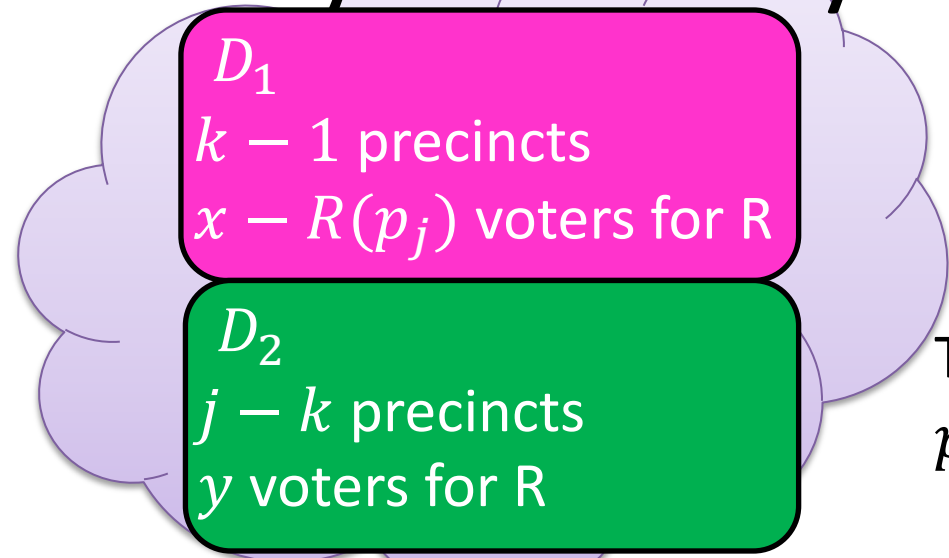 D₁
k − 1 precincts
x − R(pⱼ) voters for R
D₂
j − k precincts
y voters for R